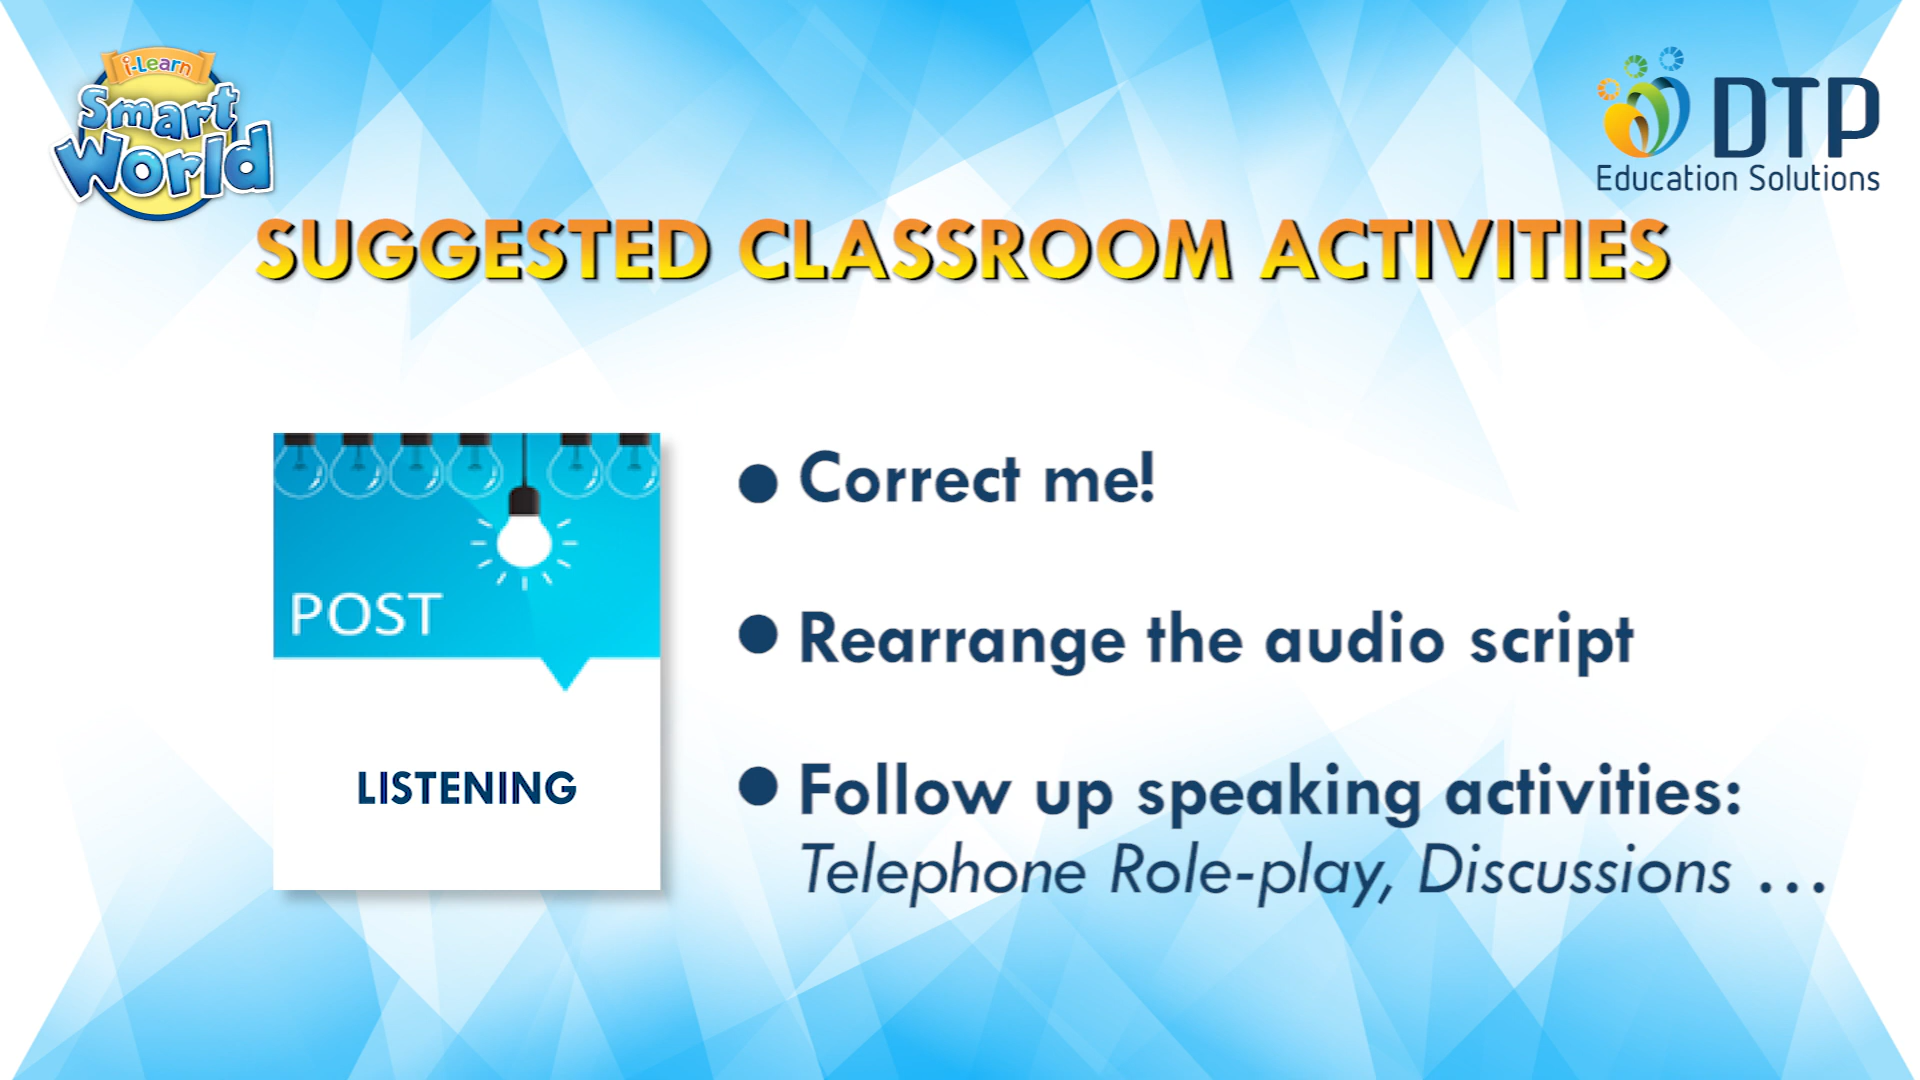 i-Learn
Smart
World
DTP
Education Solutions
SUGGESTED CLASSROOM ACTIVITIES
POST
LISTENING
● Correct me!
● Rearrange the audio script
● Follow up speaking activities:
Telephone Role-play, Discussions ...